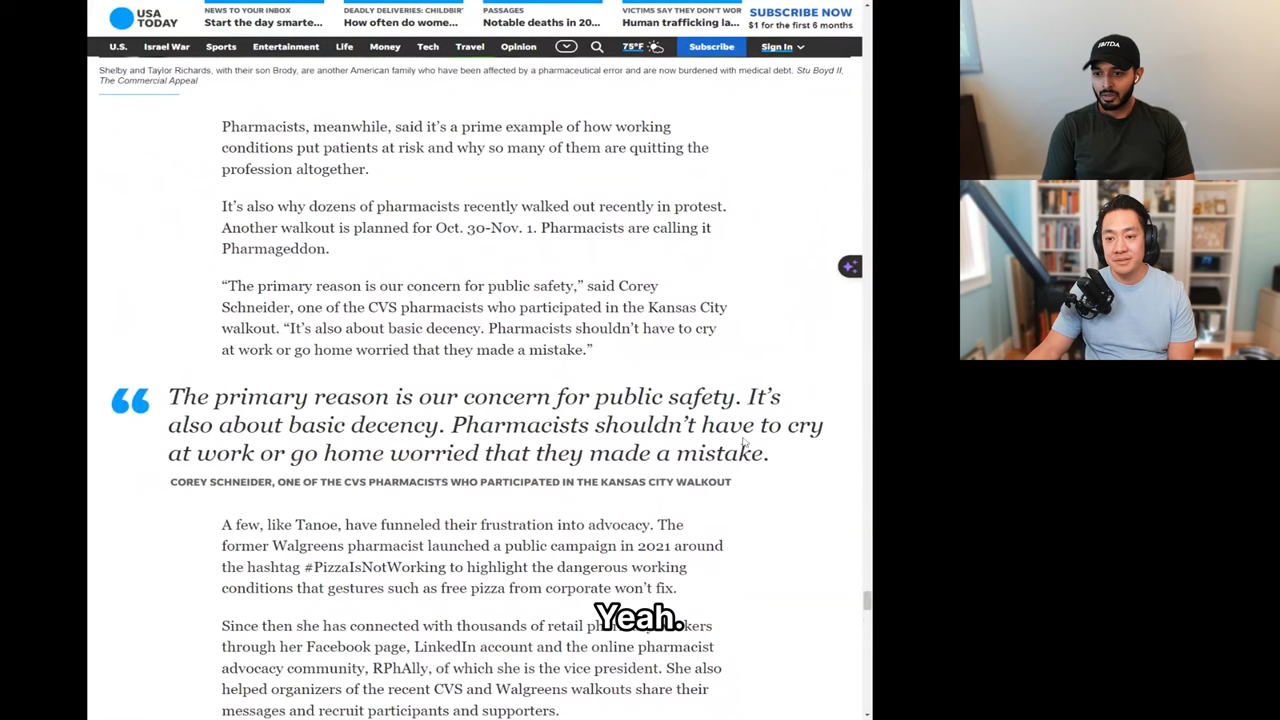 USA
TODAY
NEWS TO YOUR INBOX
Start the day smarte...
DEADLY DELIVERIES: CHILDBIR
How often do wome...
PASSAGES
Notable deaths in 20...
VICTIMS SAY THEY DON'T WOR
Human trafficking la...
SUBSCRIBE NOW
$1 for the first 6 months
U.S. Israel War Sports Entertainment Life Money Tech Travel Opinion 75°F Subscribe Sign In
Shelby and Taylor Richards, with their son Brody, are another American family who have been affected by a pharmaceutical error and are now burdened with medical debt. Stu Boyd II,
The Commercial Appeal
Pharmacists, meanwhile, said it's a prime example of how working
conditions put patients at risk and why so many of them are quitting the
profession altogether.
It's also why dozens of pharmacists recently walked out recently in protest.
Another walkout is planned for Oct. 30-Nov. 1. Pharmacists are calling it
Pharmageddon.
“The primary reason is our concern for public safety,” said Corey
Schneider, one of the CVS pharmacists who participated in the Kansas City
walkout. “It's also about basic decency. Pharmacists shouldn't have to cry
at work or go home worried that they made a mistake.”
“ The primary reason is our concern for public safety. It's
also about basic decency. Pharmacists shouldn't have to cry
at work or go home worried that they made a mistake.
COREY SCHNEIDER, ONE OF THE CVS PHARMACISTS WHO PARTICIPATED IN THE KANSAS CITY WALKOUT
A few, like Tanoe, have funneled their frustration into advocacy. The
former Walgreens pharmacist launched a public campaign in 2021 around
the hashtag #PizzaIsNotWorking to highlight the dangerous working
conditions that gestures such as free pizza from corporate won't fix.
Since then she has connected with thousands of retail
through her Facebook page, LinkedIn account and the online pharmacist
advocacy community, RPhAlly, of which she is the vice president. She also
helped organizers of the recent CVS and Walgreens walkouts share their
messages and recruit participants and supporters.
Yeah.
EBITDA